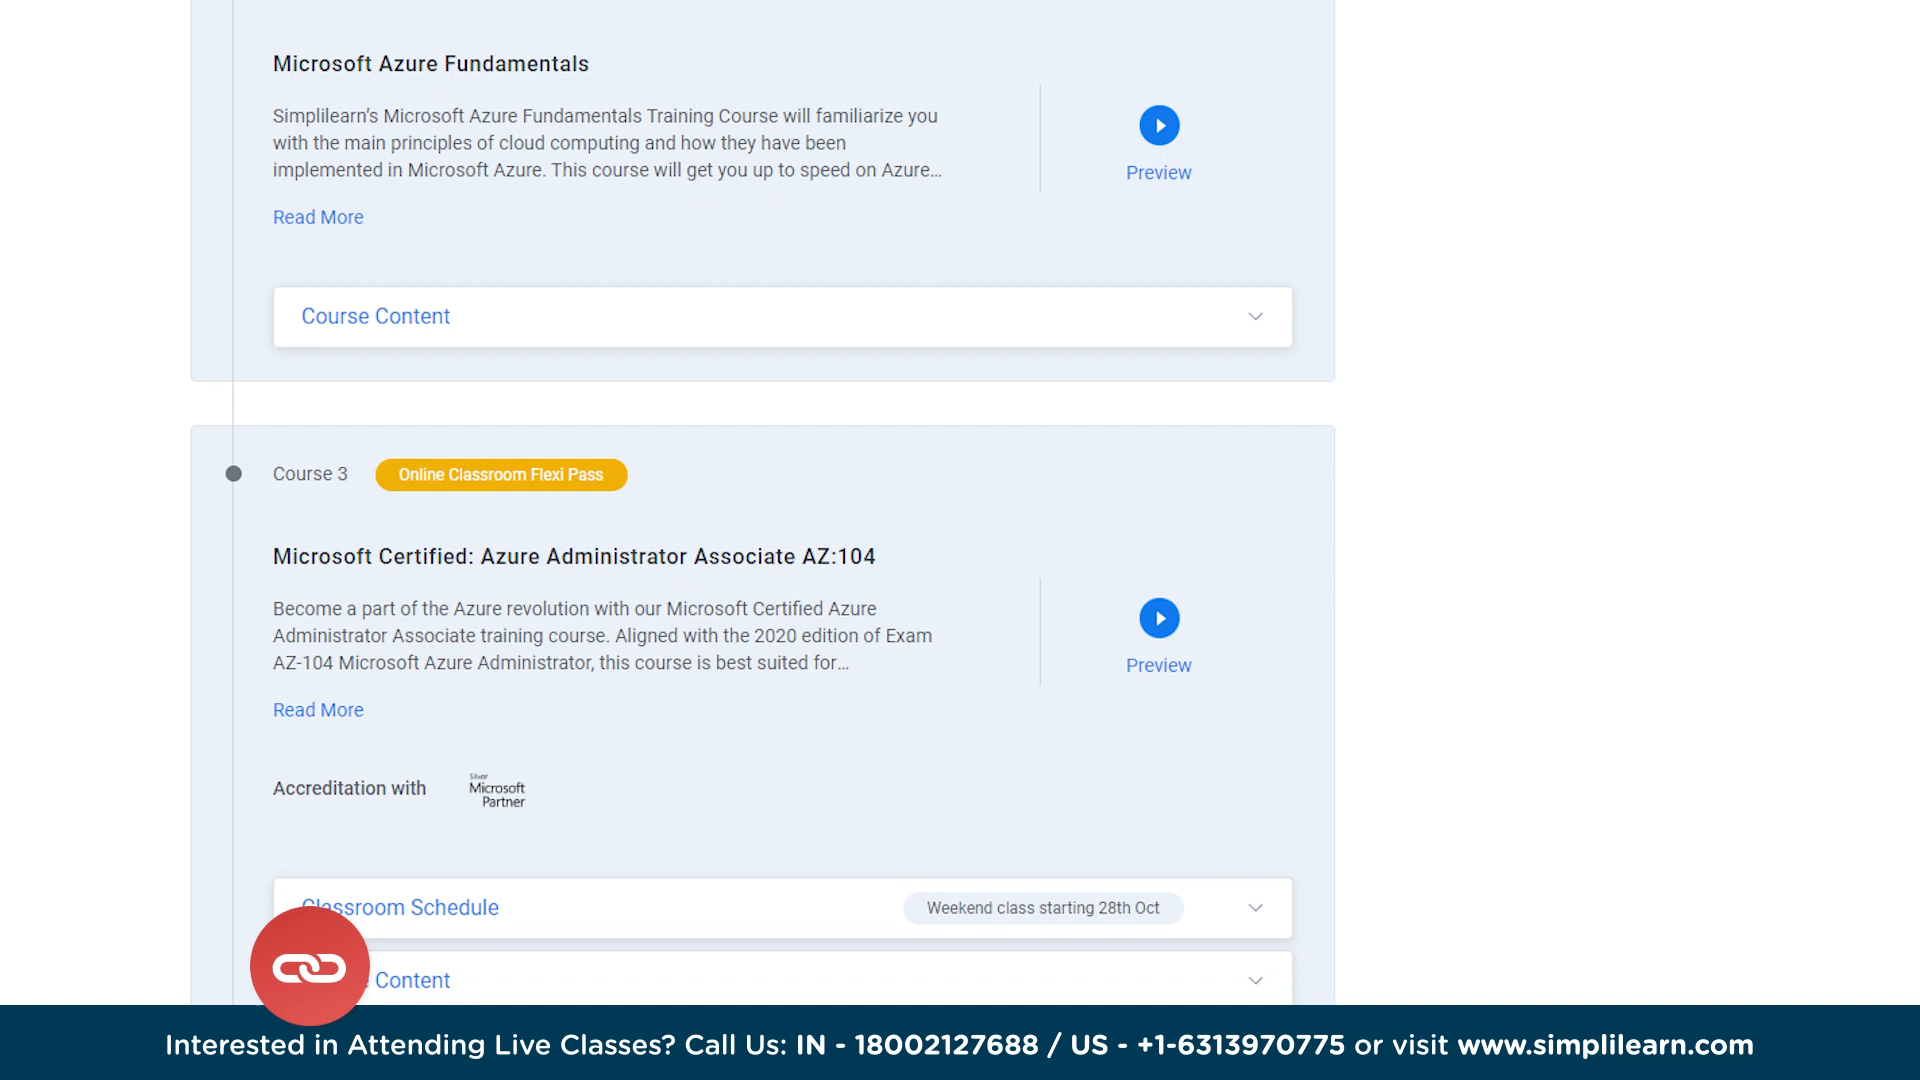 Microsoft Azure Fundamentals
Simplilearn’s Microsoft Azure Fundamentals Training Course will familiarize you
with the main principles of cloud computing and how they have been
implemented in Microsoft Azure. This course will get you up to speed on Azure...
Preview
Read More
Course Content
Course 3
Online Classroom Flexi Pass
Microsoft Certified: Azure Administrator Associate AZ:104
Become a part of the Azure revolution with our Microsoft Certified Azure
Administrator Associate training course. Aligned with the 2020 edition of Exam
AZ-104 Microsoft Azure Administrator, this course is best suited for...
Preview
Read More
Accreditation with
Silver
Microsoft
Partner
Classroom Schedule
Weekend class starting 28th Oct
Content
Interested in Attending Live Classes? Call Us: IN - 18002127688 / US - +1-6313970775 or visit www.simplilearn.com